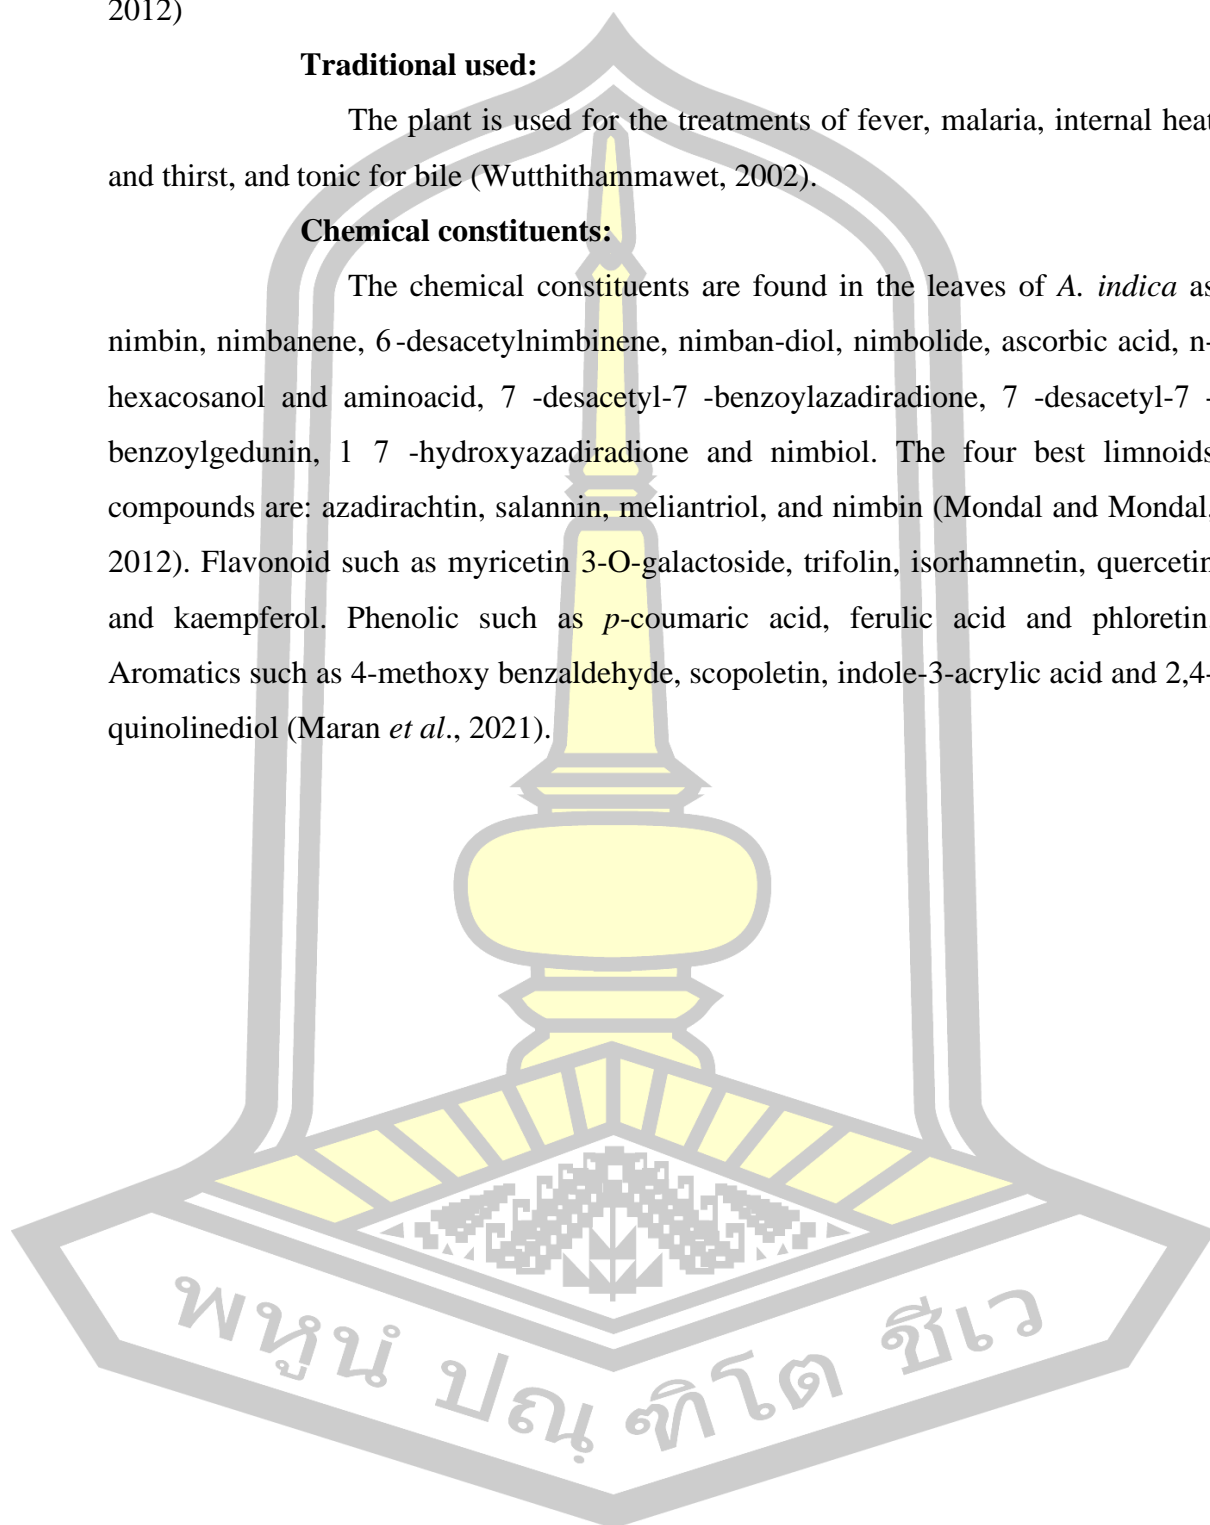 2012)
Traditional used:
The plant is used for the treatments of fever, malaria, internal heat
and thirst, and tonic for bile (Wutthithammawet, 2002).
Chemical constituents:
The chemical constituents are found in the leaves of A. indica as
nimbin, nimbanene, 6-desacetylnimbinene, nimban-diol, nimbolide, ascorbic acid, n-
hexacosanol and aminoacid, 7 -desacetyl-7 -benzoylazadiradione, 7 -desacetyl-7 -
benzoylgedunin, 1 7 -hydroxyazadiradione and nimbiol. The four best limnoids
compounds are: azadirachtin, salannin, meliantriol, and nimbin (Mondal and Mondal,
2012). Flavonoid such as myricetin 3-O-galactoside, trifolin, isorhamnetin, quercetin
and kaempferol. Phenolic such as p-coumaric acid, ferulic acid and phloretin.
Aromatics such as 4-methoxy benzaldehyde, scopoletin, indole-3-acrylic acid and 2,4-
quinolinediol (Maran et al., 2021).
พหูนํ ปณฺ ฑิโต ชีเว